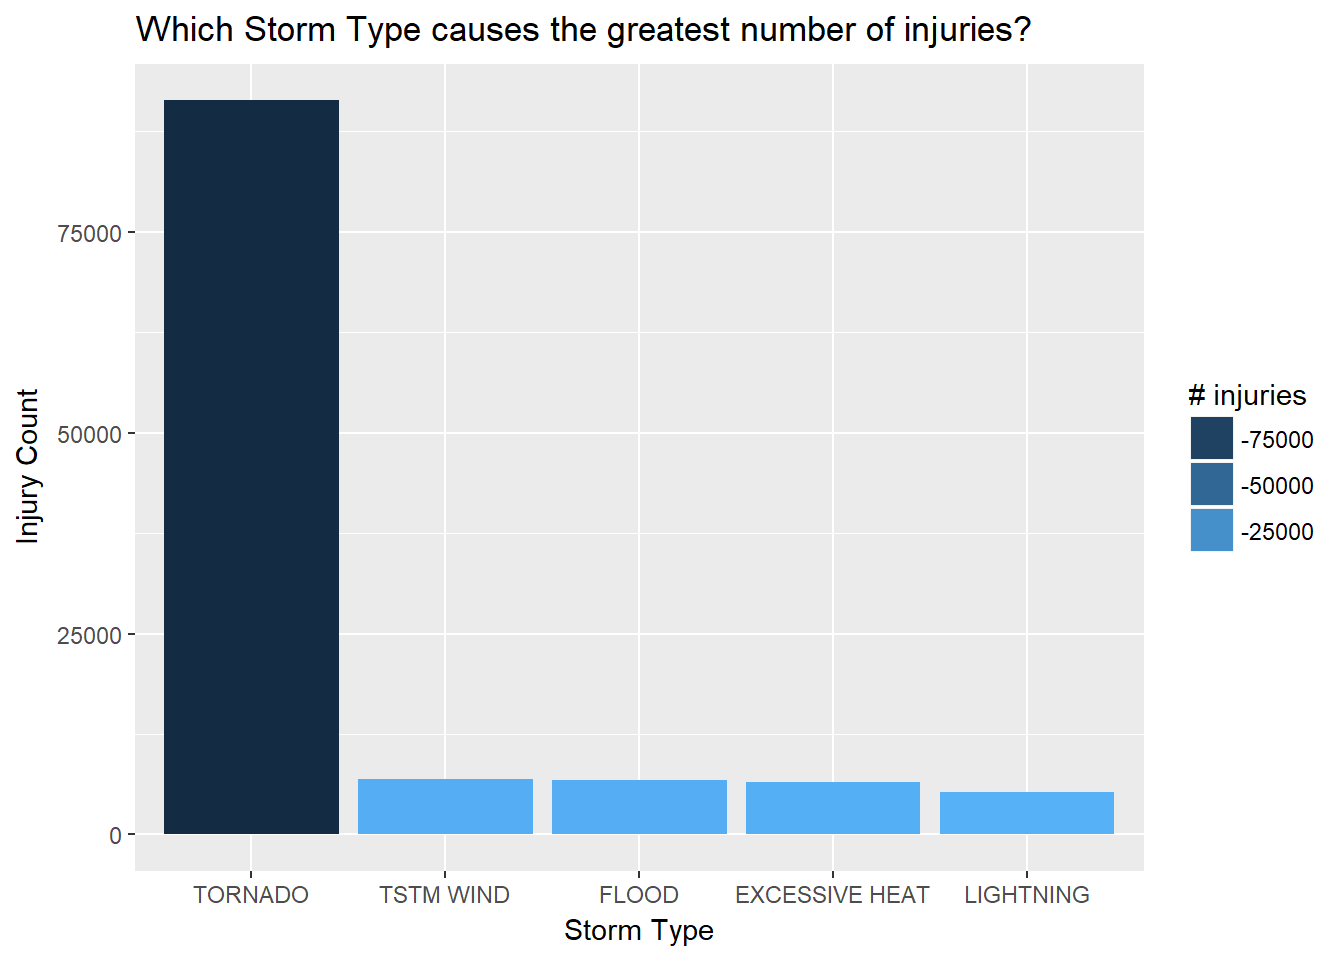 Which Storm Type causes the greatest number of injuries?
Injury Count
75000
50000
25000
0
TORNADO
TSTM WIND
FLOOD
EXCESSIVE HEAT
LIGHTNING
Storm Type
# injuries
-75000
-50000
-25000